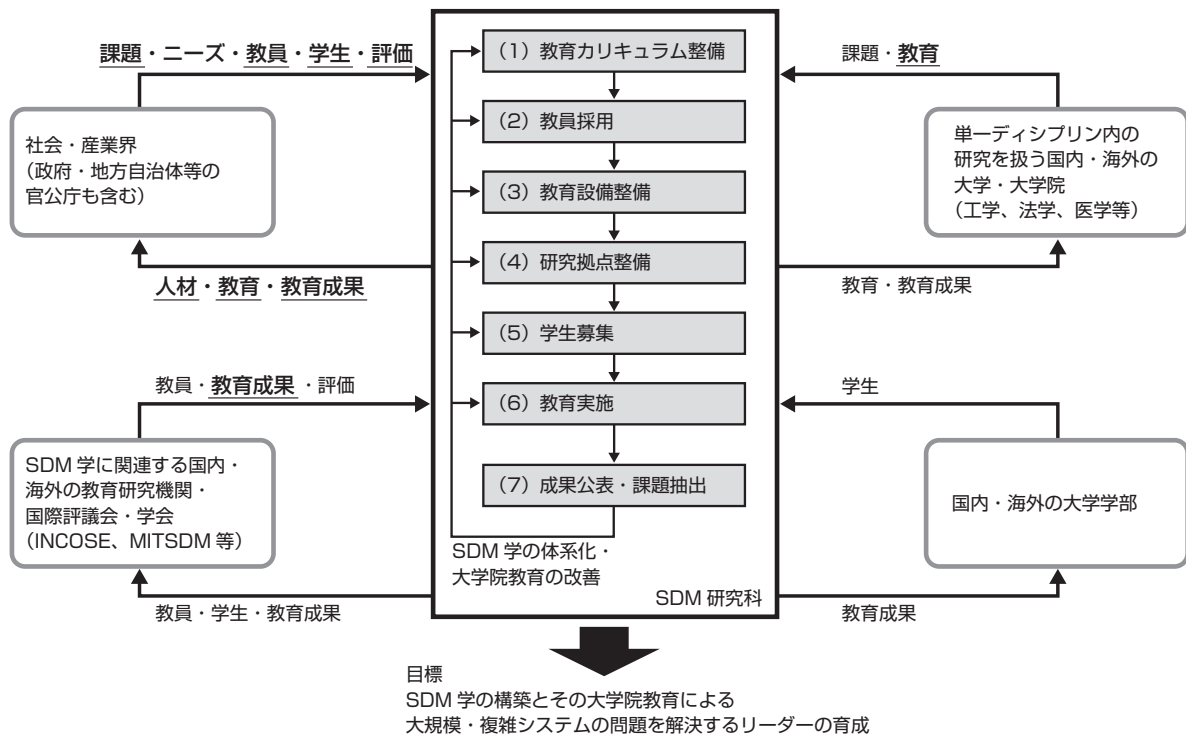 課題・ニーズ・教員・学生・評価
社会・産業界
（政府・地方自治体等の
官公庁も含む）
人材・教育・教育成果
教員・教育成果・評価
SDM 学に関連する国内・
海外の教育研究機関・
国際評議会・学会
（INCOSE、MITSDM 等）
教員・学生・教育成果
（1）教育カリキュラム整備
（2）教員採用
（3）教育設備整備
（4）研究拠点整備
（5）学生募集
（6）教育実施
（7）成果公表・課題抽出
SDM 学の体系化・
大学院教育の改善
SDM 研究科
課題・教育
単一ディシプリン内の
研究を扱う国内・海外の
大学・大学院
（工学、法学、医学等）
教育・教育成果
学生
国内・海外の大学学部
教育成果
目標
SDM 学の構築とその大学院教育による
大規模・複雑システムの問題を解決するリーダーの育成